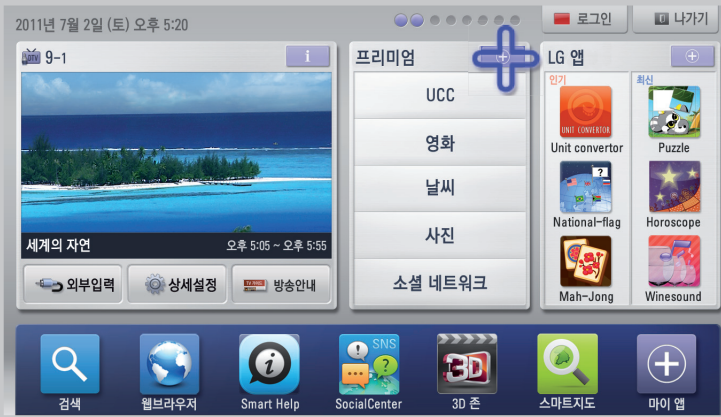 2011년 7월 2일 (토) 오후 5:20
로그인
나가기
DTV 9-1
i
프리미엄
LG 앱
UCC
영화
날씨
사진
소셜 네트워크
인기
최신
UNIT CONVERTOR
Unit convertor
Puzzle
?
National-flag
Horoscope
Mah-Jong
Winesound
세계의 자연
오후 5:05 ~ 오후 5:55
외부입력
상세설정
방송안내
SNS
3D
검색
웹브라우저
Smart Help
SocialCenter
3D 존
스마트지도
마이 앱